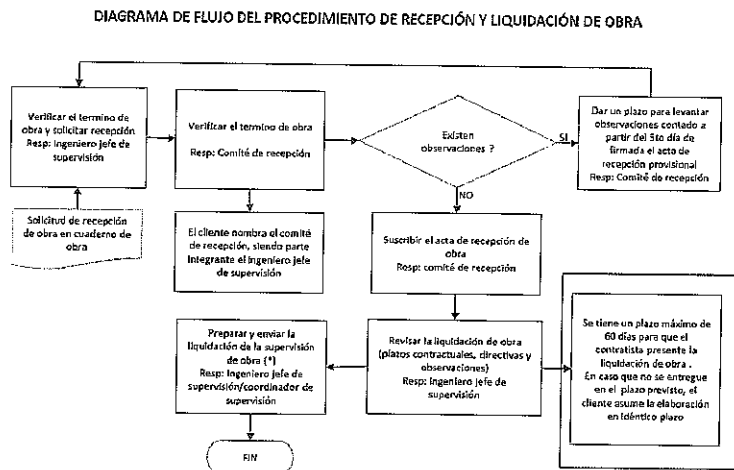 DIAGRAMA DE FLUJO DEL PROCEDIMIENTO DE RECEPCIÓN Y LIQUIDACIÓN DE OBRA
Verificar el termino de
obra y solicitar recepción
Resp: Ingeniero jefe de
supervisión
Verificar el termino de obra
Resp: Comité de recepción
Existen
observaciones ?
SI
Dar un plazo para levantar
observaciones contado a
partir del 5to día de
firmada el acto de
recepción provisional
Resp: Comité de recepción
NO
Solicitud de recepción
de obra en cuaderno de
obra
El cliente nombra el comité
de recepción, siendo parte
integrante el ingeniero jefe
de supervisión
Suscribir el acta de recepción de
obra
Resp: comité de recepción
Preparar y enviar la
liquidación de la supervisión
de obra (*)
Resp: Ingeniero jefe de
supervisión/coordinador de
supervisión
Revisar la liquidación de obra
(plazos contractuales, directivas y
observaciones)
Resp: Ingeniero jefe de
supervisión
Se tiene un plazo máximo de
60 días para que el
contratista presente la
liquidación de obra .
En caso que no se entregue
en el plazo previsto, el
cliente asume la elaboración
en idéntico plazo
FIN